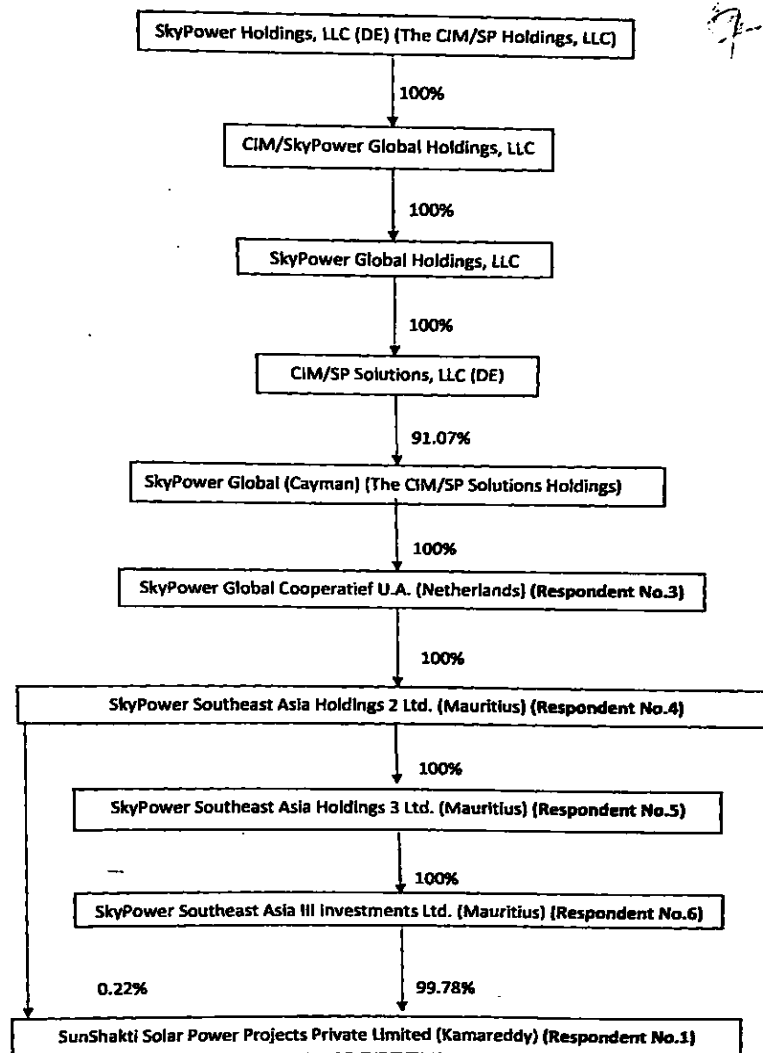 SkyPower Holdings, LLC (DE) (The CIM/SP Holdings, LLC)
100%
CIM/SkyPower Global Holdings, LLC
100%
SkyPower Global Holdings, LLC
100%
CIM/SP Solutions, LLC (DE)
91.07%
SkyPower Global (Cayman) (The CIM/SP Solutions Holdings)
100%
SkyPower Global Cooperatief U.A. (Netherlands) (Respondent No.3)
100%
SkyPower Southeast Asia Holdings 2 Ltd. (Mauritius) (Respondent No.4)
100%
SkyPower Southeast Asia Holdings 3 Ltd. (Mauritius) (Respondent No.5)
100%
SkyPower Southeast Asia III Investments Ltd. (Mauritius) (Respondent No.6)
0.22% 99.78%
SunShakti Solar Power Projects Private Limited (Kamareddy) (Respondent No.1)